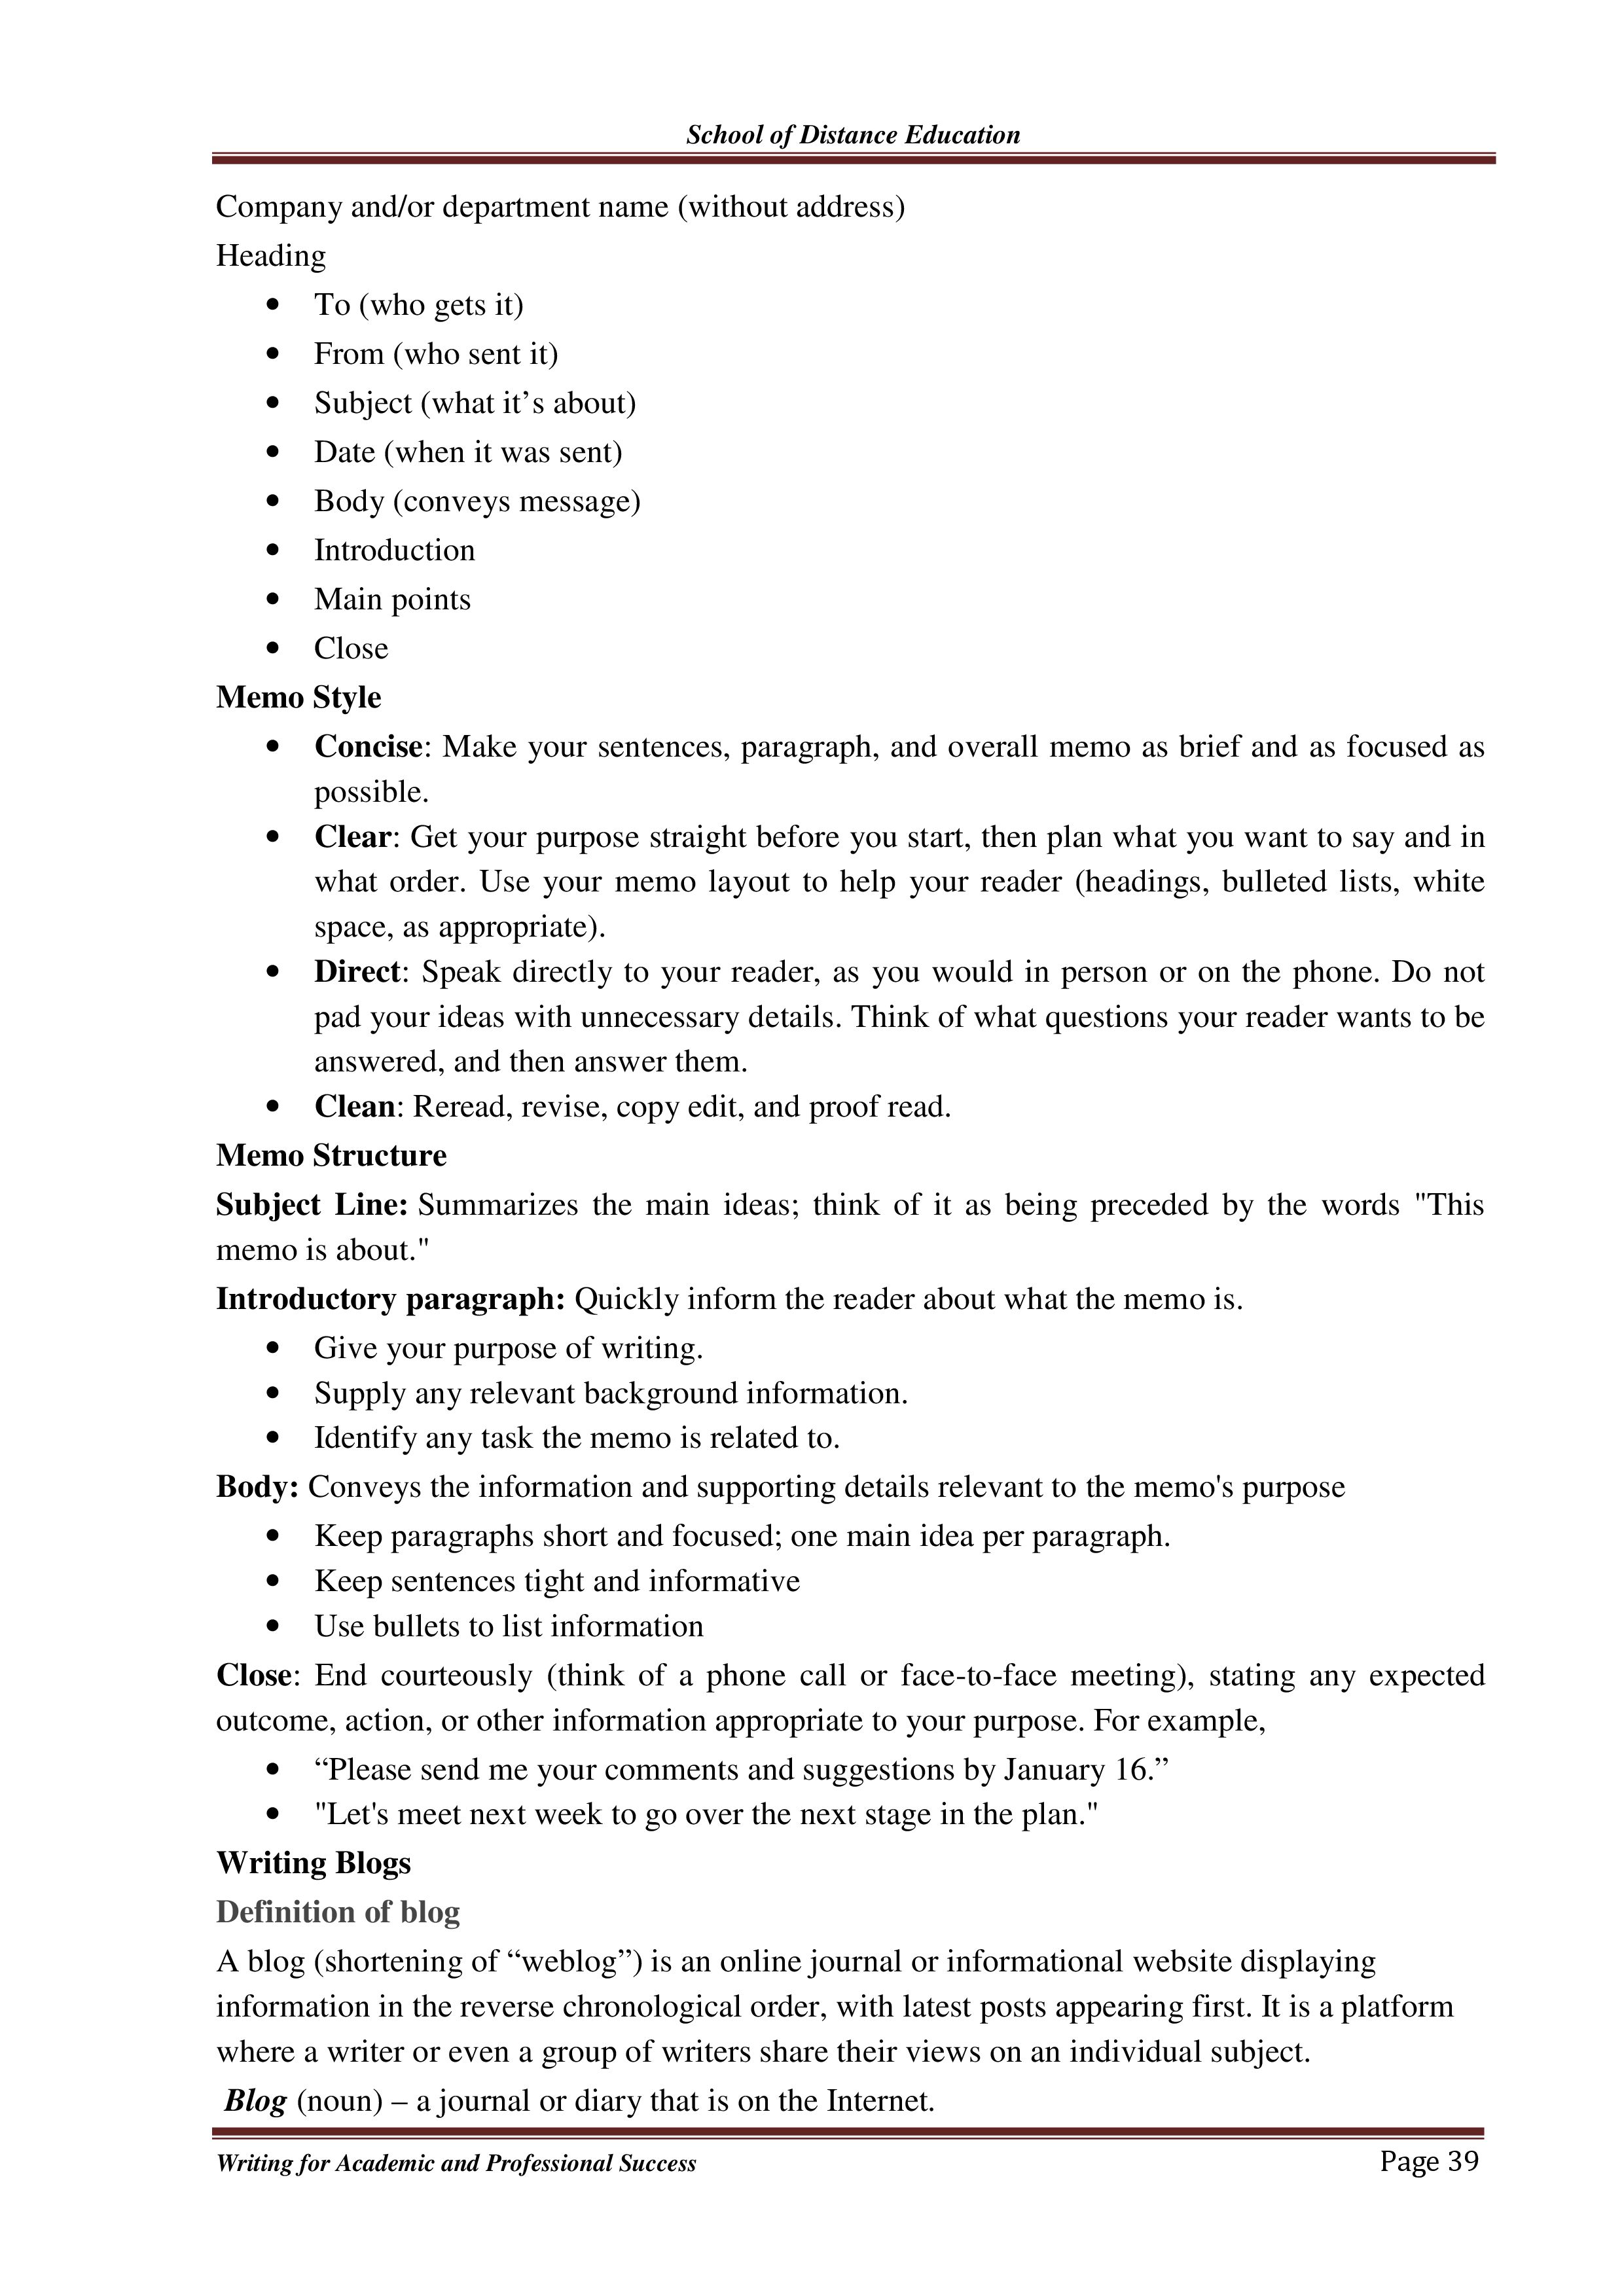 School of Distance Education
Company and/or department name (without address)
Heading
• To (who gets it)
• From (who sent it)
• Subject (what it’s about)
• Date (when it was sent)
• Body (conveys message)
• Introduction
• Main points
• Close
Memo Style
• Concise: Make your sentences, paragraph, and overall memo as brief and as focused as
possible.
• Clear: Get your purpose straight before you start, then plan what you want to say and in
what order. Use your memo layout to help your reader (headings, bulleted lists, white
space, as appropriate).
• Direct: Speak directly to your reader, as you would in person or on the phone. Do not
pad your ideas with unnecessary details. Think of what questions your reader wants to be
answered, and then answer them.
• Clean: Reread, revise, copy edit, and proof read.
Memo Structure
Subject Line: Summarizes the main ideas; think of it as being preceded by the words "This
memo is about."
Introductory paragraph: Quickly inform the reader about what the memo is.
• Give your purpose of writing.
• Supply any relevant background information.
• Identify any task the memo is related to.
Body: Conveys the information and supporting details relevant to the memo's purpose
• Keep paragraphs short and focused; one main idea per paragraph.
• Keep sentences tight and informative
• Use bullets to list information
Close: End courteously (think of a phone call or face-to-face meeting), stating any expected
outcome, action, or other information appropriate to your purpose. For example,
• “Please send me your comments and suggestions by January 16.”
• "Let's meet next week to go over the next stage in the plan."
Writing Blogs
Definition of blog
A blog (shortening of “weblog”) is an online journal or informational website displaying
information in the reverse chronological order, with latest posts appearing first. It is a platform
where a writer or even a group of writers share their views on an individual subject.
Blog (noun) – a journal or diary that is on the Internet.
Writing for Academic and Professional Success Page 39